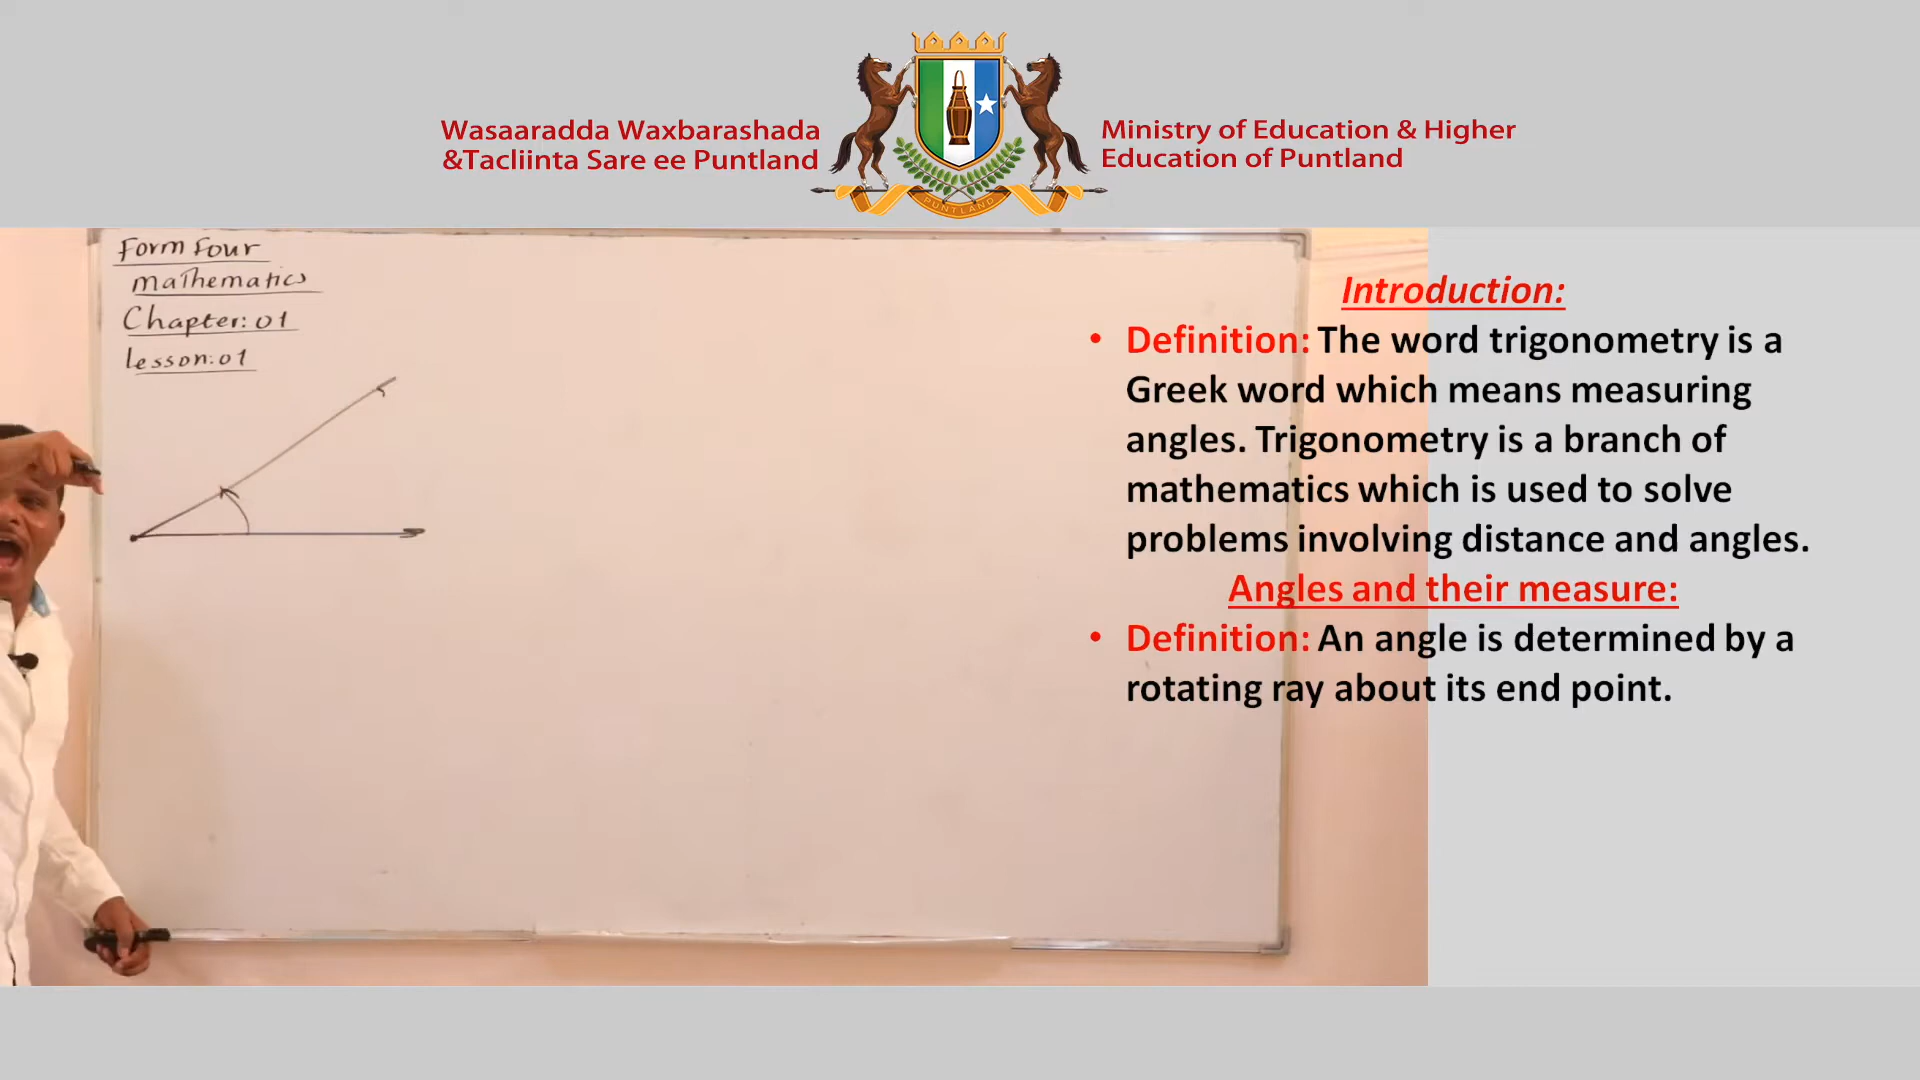 Wasaaradda Waxbarashada
&Tacliinta Sare ee Puntland
Ministry of Education & Higher
Education of Puntland
PUNTLAND
Form Four
mathematics
Chapter: 01
lesson: 01
Introduction:
• Definition: The word trigonometry is a
Greek word which means measuring
angles. Trigonometry is a branch of
mathematics which is used to solve
problems involving distance and angles.
Angles and their measure:
• Definition: An angle is determined by a
rotating ray about its end point.